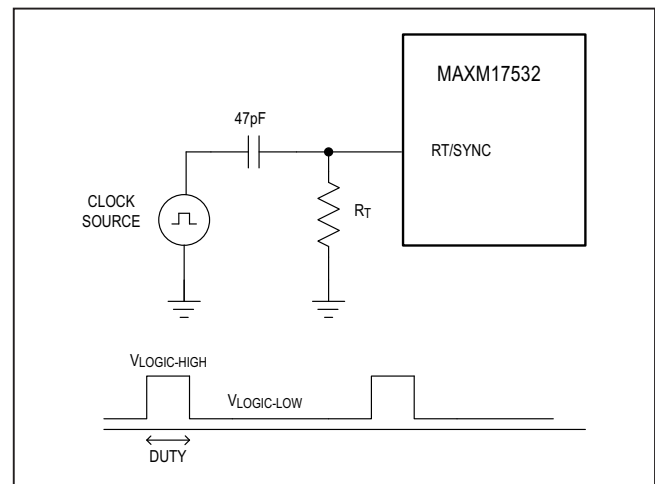 MAXM17532
47pF
RT/SYNC
CLOCK
SOURCE
RT
VLOGIC-HIGH
VLOGIC-LOW
DUTY